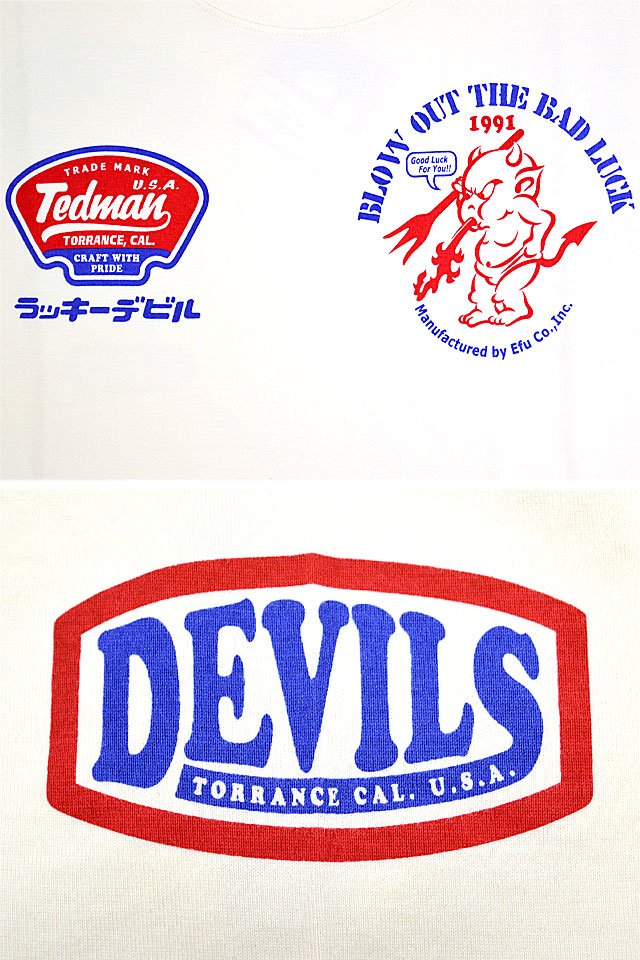 TRADE MARK
U.S.A.
Tedman
TORRANCE, CAL.
CRAFT WITH
PRIDE
ラッキーデビル
BLOW OUT THE BAD LUCK
1991
Good Luck
For You!!
Manufactured by Efu Co.,Inc.
DEVILS
TORRANCE CAL. U.S.A.